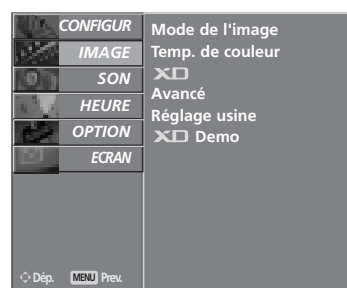 CONFIGUR
IMAGE
SON
HEURE
OPTION
ECRAN
Mode de l'image
Temp. de couleur
XD
Avancé
Réglage usine
XD Demo
Dép. MENU Prev.